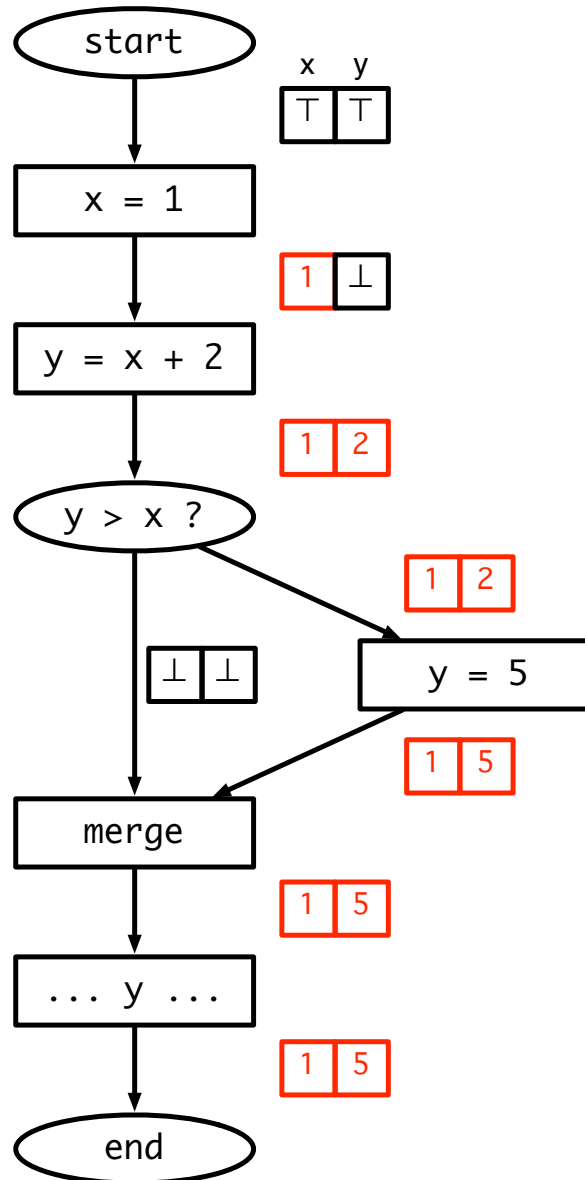 start
x y
⊤ ⊤
x = 1
1 ⊥
y = x + 2
1 2
y > x ?
1 2
⊥ ⊥
y = 5
1 5
merge
1 5
... y ...
1 5
end